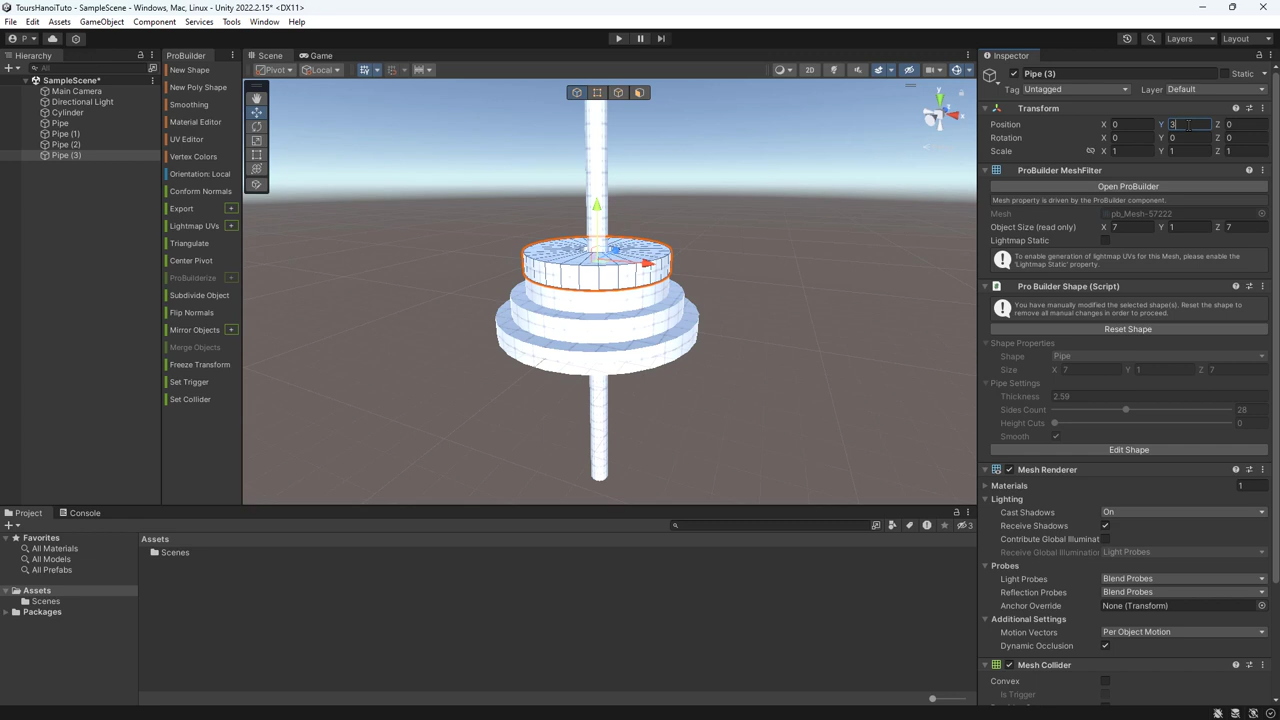 ToursHanoiTuto - SampleScene - Windows, Mac, Linux - Unity 2022.2.15* <DX11>
File Edit Assets GameObject Component Services Tools Window Help
P
Layers Layout
Hierarchy
All
SampleScene*
Main Camera
Directional Light
Cylinder
Pipe
Pipe (1)
Pipe (2)
Pipe (3)
ProBuilder
New Shape
New Poly Shape
Smoothing
Material Editor
UV Editor
Vertex Colors
Orientation: Local
Conform Normals
Export +
Lightmap UVs +
Triangulate
Center Pivot
ProBuilderize +
Subdivide Object
Flip Normals
Mirror Objects +
Merge Objects
Freeze Transform
Set Trigger
Set Collider
Scene Game
Pivot Local
2D
Inspector
Pipe (3) Static
Tag Untagged Layer Default
Transform
Position X 0 Y 3 Z 0
Rotation X 0 Y 0 Z 0
Scale X 1 Y 1 Z 1
ProBuilder MeshFilter
Open ProBuilder
Mesh property is driven by the ProBuilder component.
Mesh pb_Mesh-57222
Object Size (read only) X 7 Y 1 Z 7
Lightmap Static
To enable generation of lightmap UVs for this Mesh, please enable the
'Lightmap Static' property.
Pro Builder Shape (Script)
You have manually modified the selected shape(s). Reset the shape to
remove all manual changes in order to proceed.
Reset Shape
Shape Properties
Shape Pipe
Size X 7 Y 1 Z 7
Pipe Settings
Thickness 2.59
Sides Count 28
Height Cuts 0
Smooth
Edit Shape
Mesh Renderer
Materials 1
Lighting
Cast Shadows On
Receive Shadows
Contribute Global Illuminat
Receive Global Illumination Light Probes
Probes
Light Probes Blend Probes
Reflection Probes Blend Probes
Anchor Override None (Transform)
Additional Settings
Motion Vectors Per Object Motion
Dynamic Occlusion
Mesh Collider
Convex
Is Trigger
Project Console
3
Favorites
All Materials
All Models
All Prefabs
Assets
Scenes
Packages
Assets
Scenes